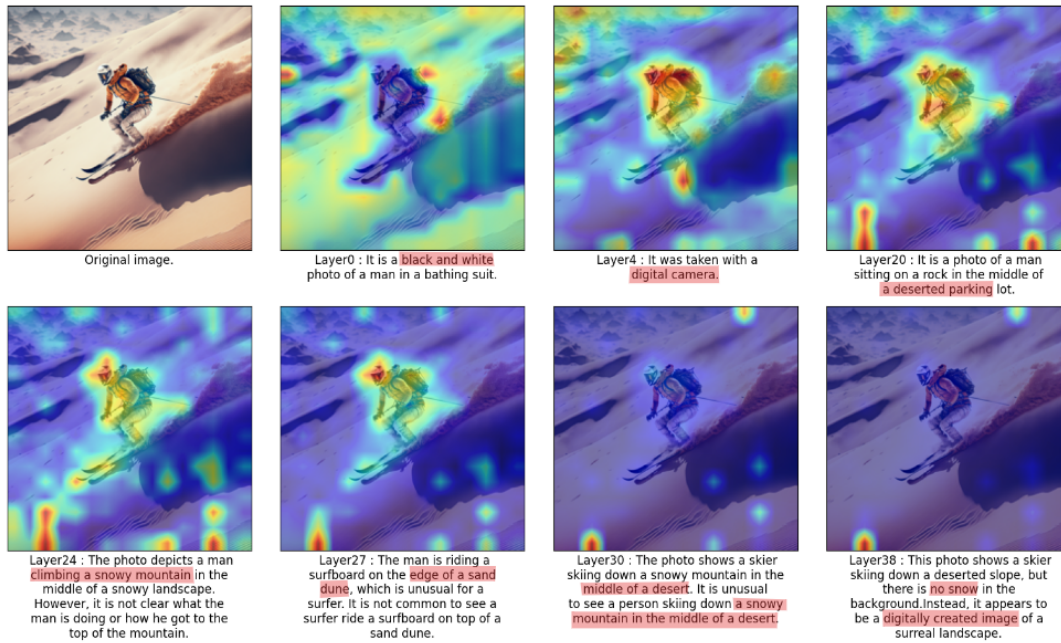 Original image.
Layer0 : It is a black and white
photo of a man in a bathing suit.
Layer4 : It was taken with a
digital camera.
Layer20 : It is a photo of a man
sitting on a rock in the middle of
a deserted parking lot.
Layer24 : The photo depicts a man
climbing a snowy mountain in the
middle of a snowy landscape.
However, it is not clear what the
man is doing or how he got to the
top of the mountain.
Layer27 : The man is riding a
surfboard on the edge of a sand
dune, which is unusual for a
surfer. It is not common to see a
surfer ride a surfboard on top of a
sand dune.
Layer30 : The photo shows a skier
skiing down a snowy mountain in the
middle of a desert. It is unusual
to see a person skiing down a snowy
mountain in the middle of a desert.
Layer38 : This photo shows a skier
skiing down a deserted slope, but
there is no snow in the
background.Instead, it appears to
be a digitally created image of a
surreal landscape.